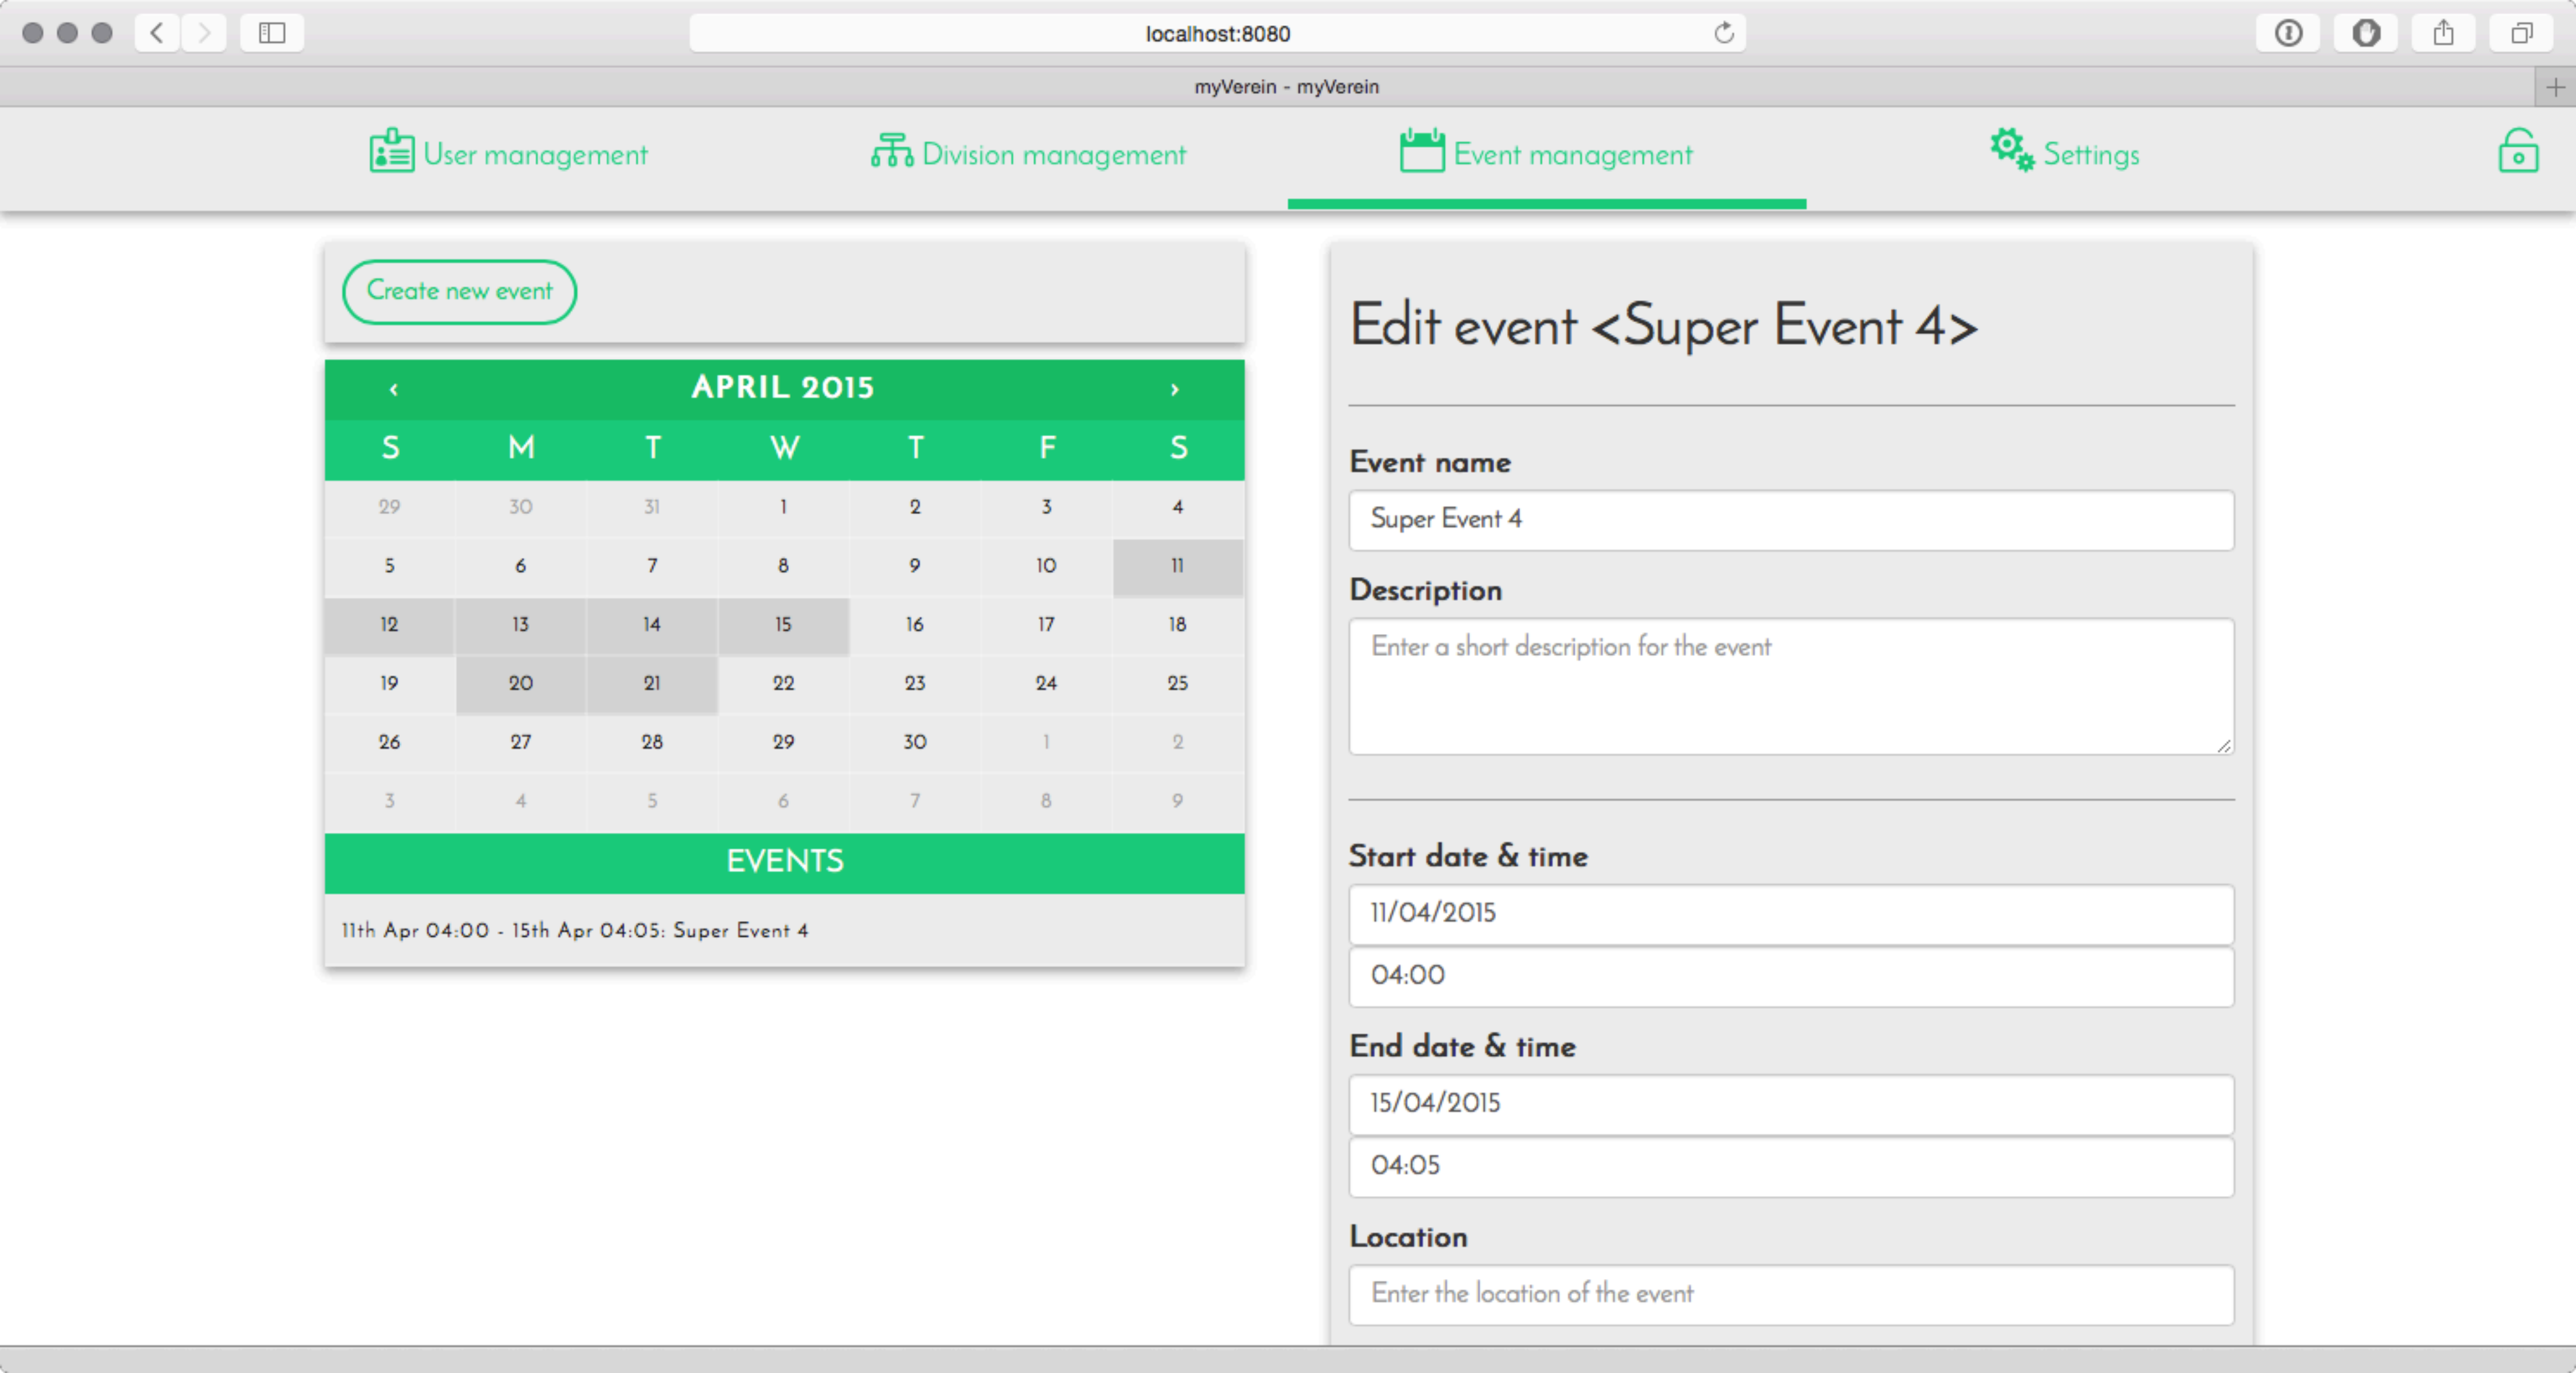 localhost:8080
myVerein - myVerein
User management
Division management
Event management
Settings
Create new event
‹ APRIL 2015 ›
S M T W T F S
29 30 31 1 2 3 4
5 6 7 8 9 10 11
12 13 14 15 16 17 18
19 20 21 22 23 24 25
26 27 28 29 30 1 2
3 4 5 6 7 8 9
EVENTS
11th Apr 04:00 - 15th Apr 04:05: Super Event 4
Edit event <Super Event 4>
Event name
Super Event 4
Description
Enter a short description for the event
Start date & time
11/04/2015
04:00
End date & time
15/04/2015
04:05
Location
Enter the location of the event